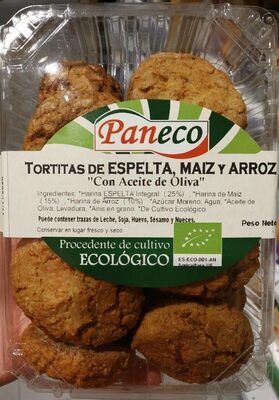 Paneco
TORTITAS DE ESPELTA, MAIZ Y ARROZ
"Con Aceite de Oliva"
Ingredientes: *Harina ESPELTA Integral (25%) , *Harina de Maiz
(15%) , *Harina de Arroz (10%) *Azúcar Moreno, Agua, *Aceite de
Oliva, Levadura, *Anis en grano. *De Cultivo Ecológico.
Puede contener trazas de Leche, Soja, Huevo, Sésamo y Nueces.
Peso Neto
Conservar en lugar fresco y seco.
Procedente de cultivo
ECOLÓGICO
ES-ECO-001-AN
Agricultura UE